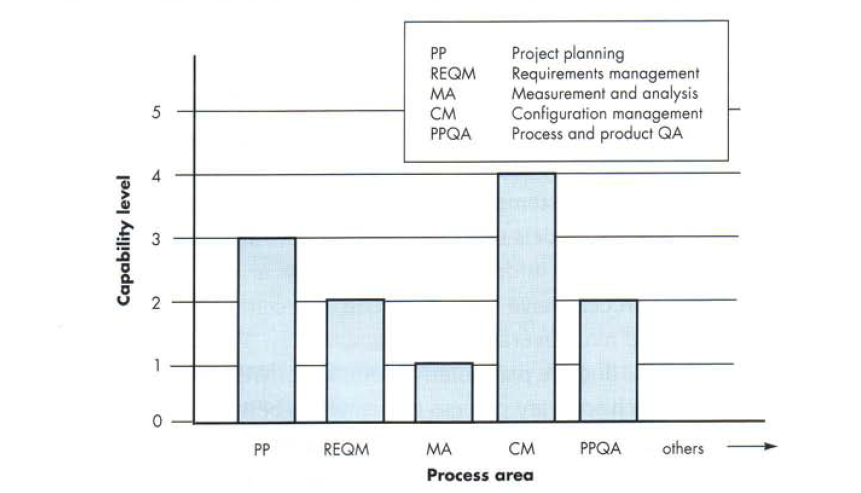 PP Project planning
REQM Requirements management
MA Measurement and analysis
CM Configuration management
PPQA Process and product QA
5
4
3
2
1
0
Capability level
PP REQM MA CM PPQA others
Process area